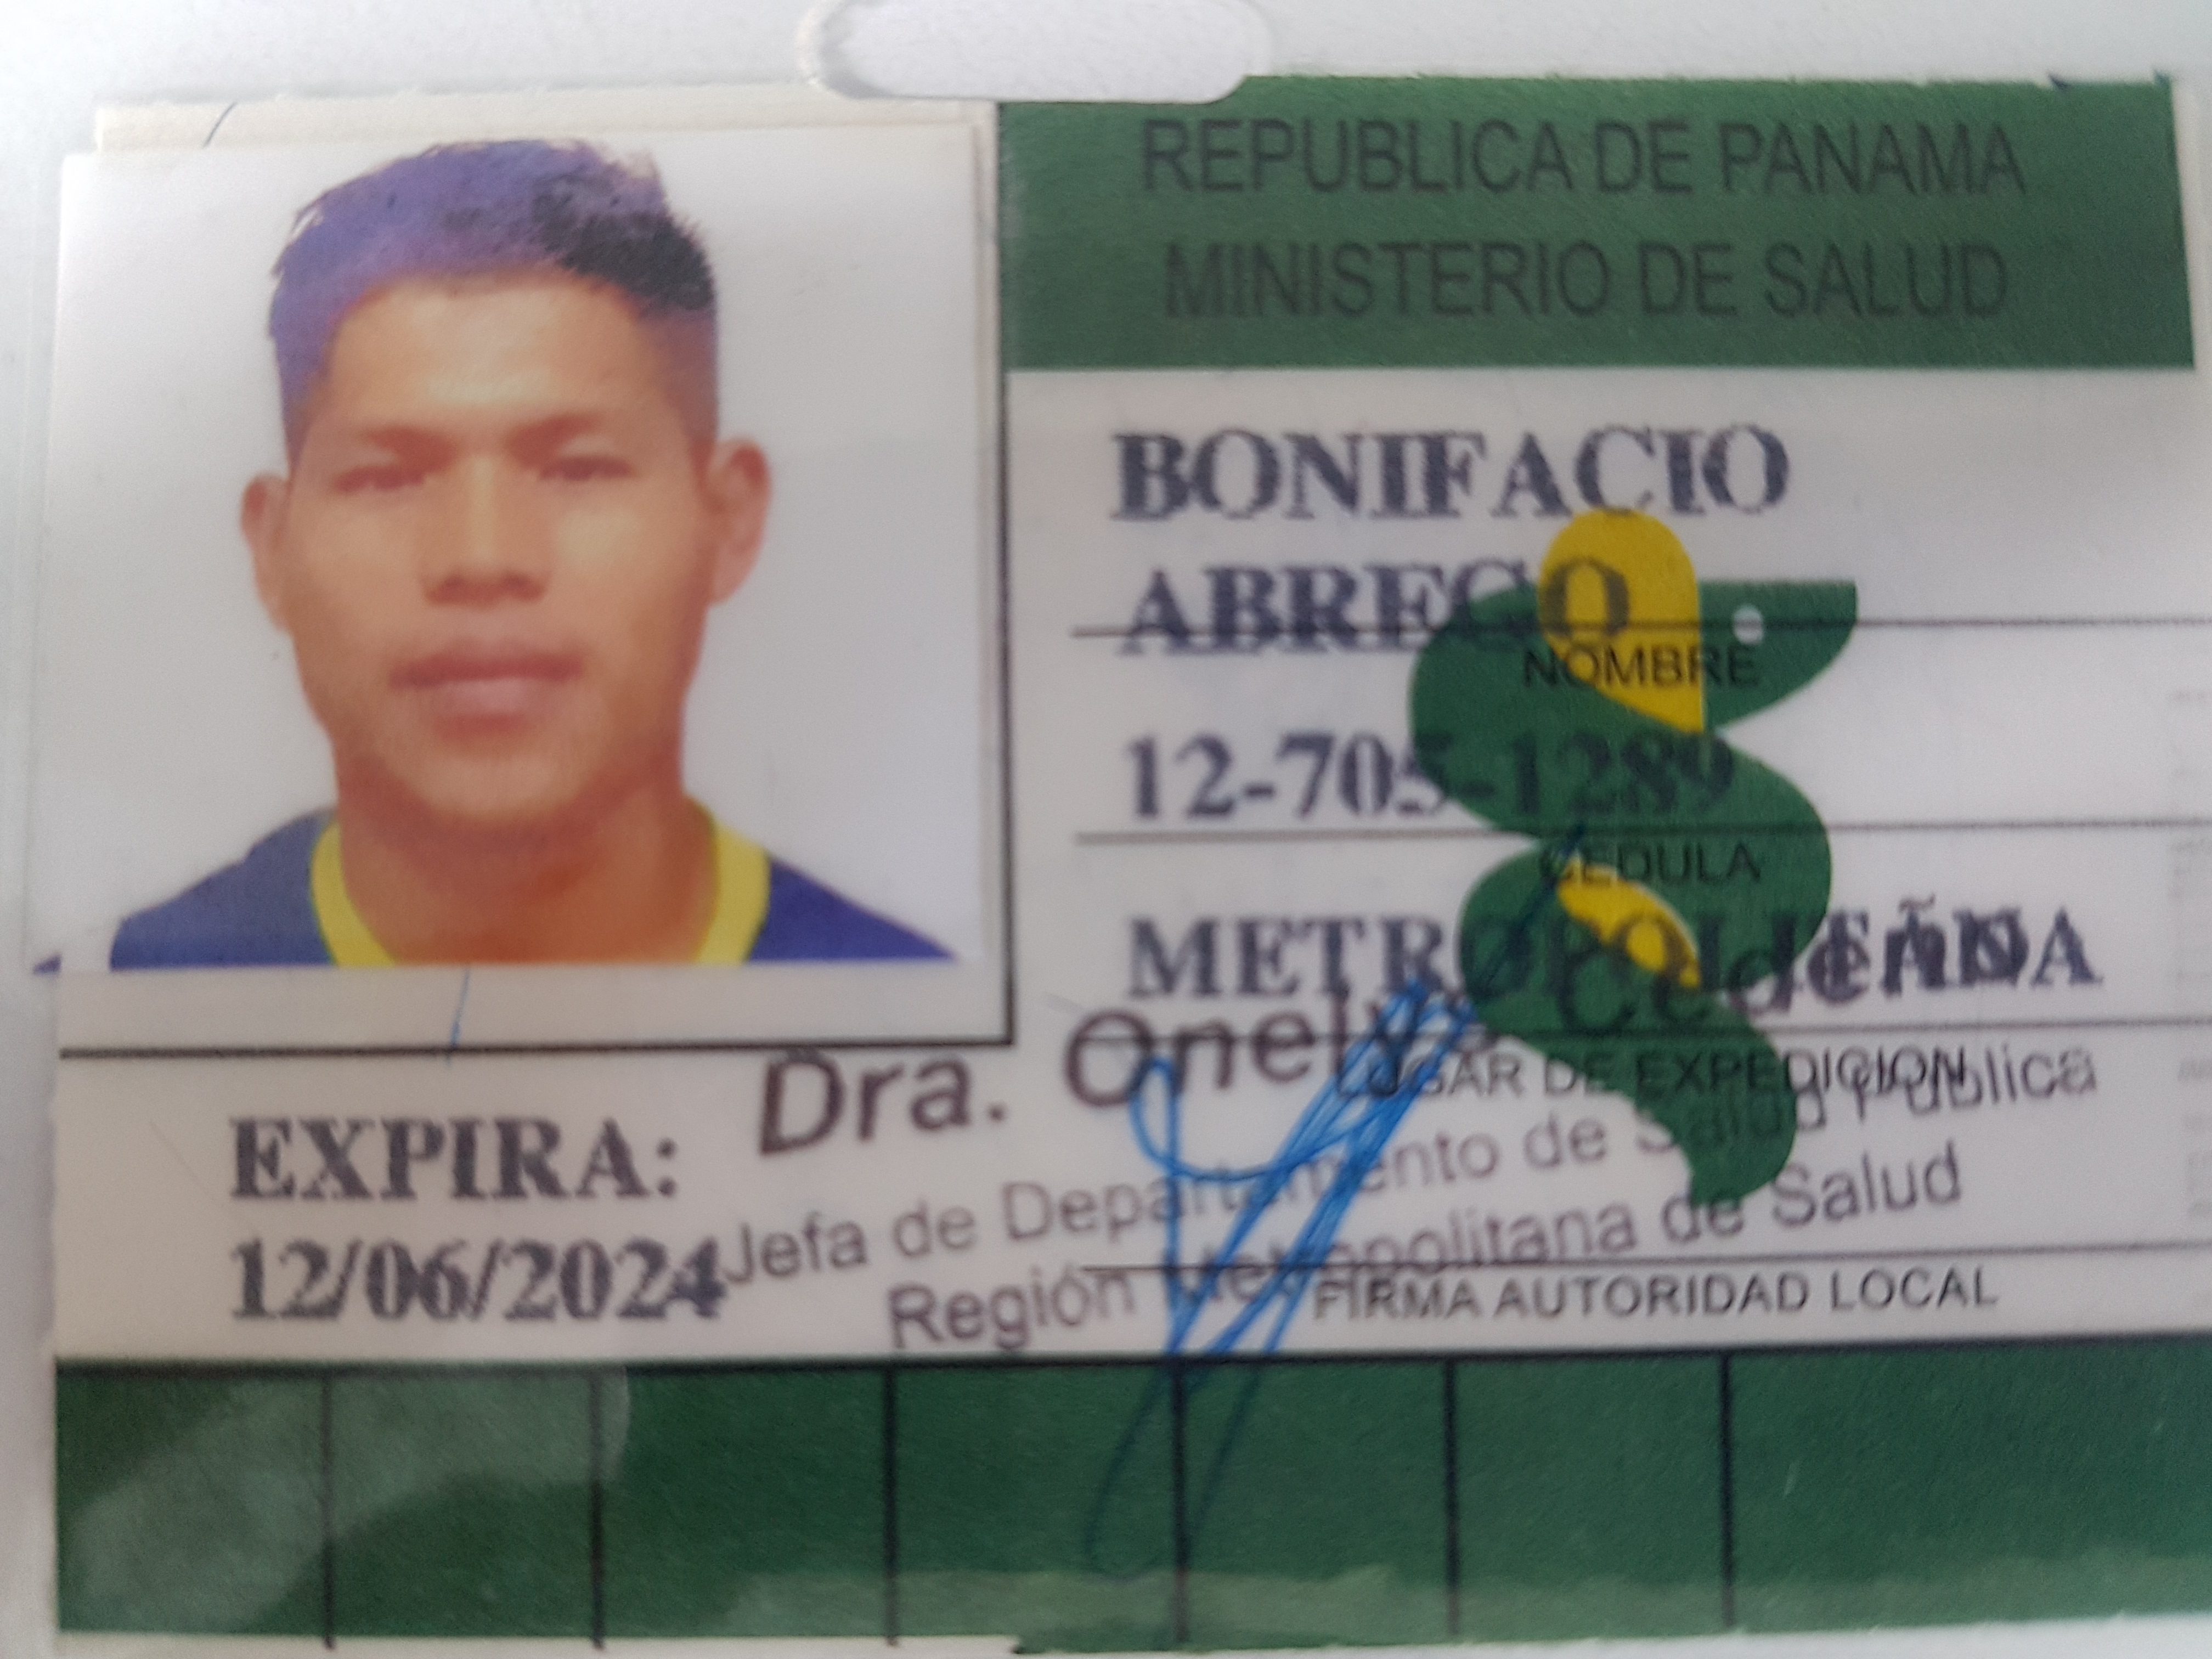 REPUBLICA DE PANAMA
MINISTERIO DE SALUD
BONIFACIO
ABREGO
NOMBRE
12-705-1289
CEDULA
METROPOLITANA
LUGAR DE EXPEDICION
Dra. Onelys Cedeño
Jefa de Departamento de Salud Publica
Región Metropolitana de Salud
FIRMA AUTORIDAD LOCAL
EXPIRA:
12/06/2024